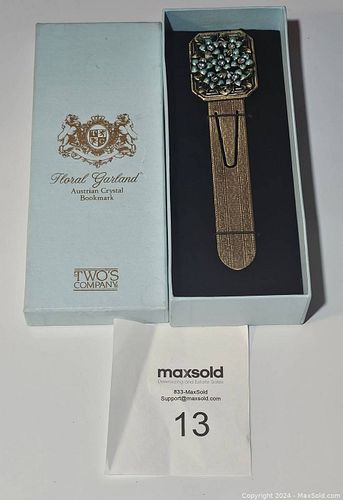 Floral Garland
Austrian Crystal
Bookmark
TWO'S
COMPANY
maxsold
Downsizing and Estate Sales
833-MaxSold
Support@maxsold.com
13
Copyright 2024 - MaxSold.com